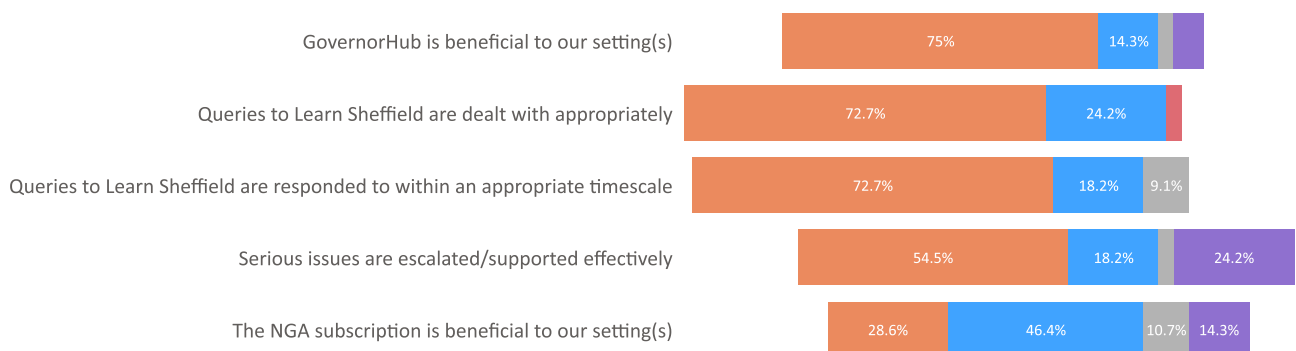 GovernorHub is beneficial to our setting(s) 75% 14.3%
Queries to Learn Sheffield are dealt with appropriately 72.7% 24.2%
Queries to Learn Sheffield are responded to within an appropriate timescale 72.7% 18.2% 9.1%
Serious issues are escalated/supported effectively 54.5% 18.2% 24.2%
The NGA subscription is beneficial to our setting(s) 28.6% 46.4% 10.7% 14.3%